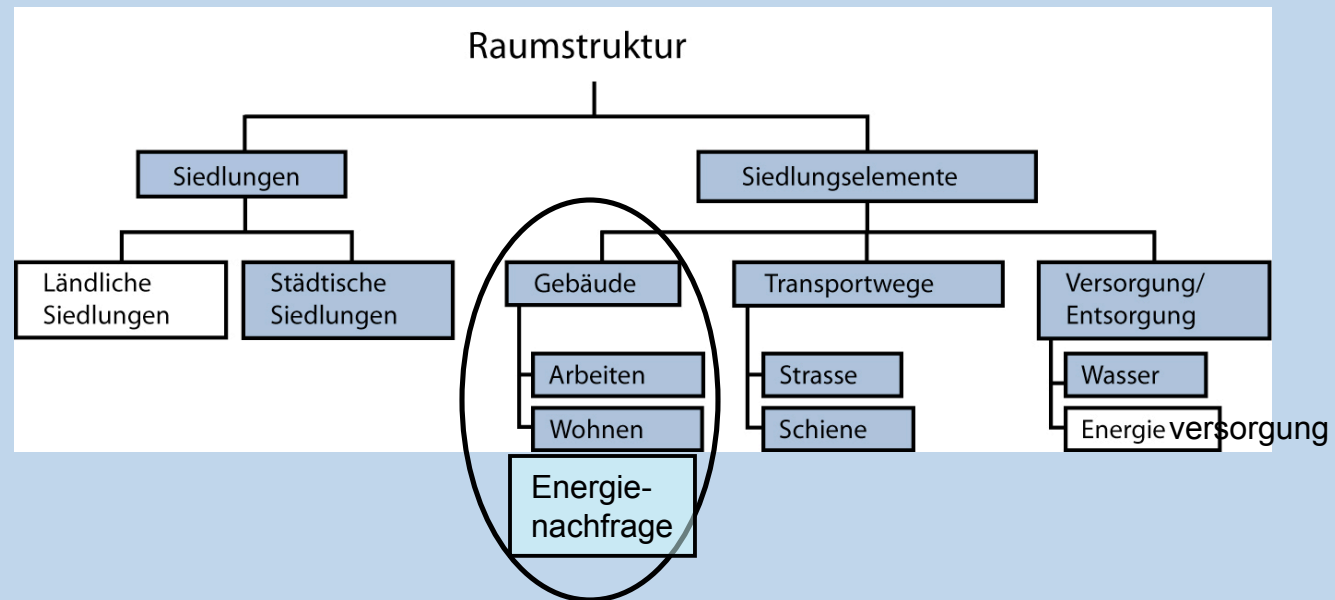 Raumstruktur
Siedlungen
Siedlungselemente
Ländliche
Siedlungen
Städtische
Siedlungen
Gebäude
Transportwege
Versorgung/
Entsorgung
Arbeiten
Strasse
Wasser
Wohnen
Schiene
Energieversorgung
Energie-
nachfrage